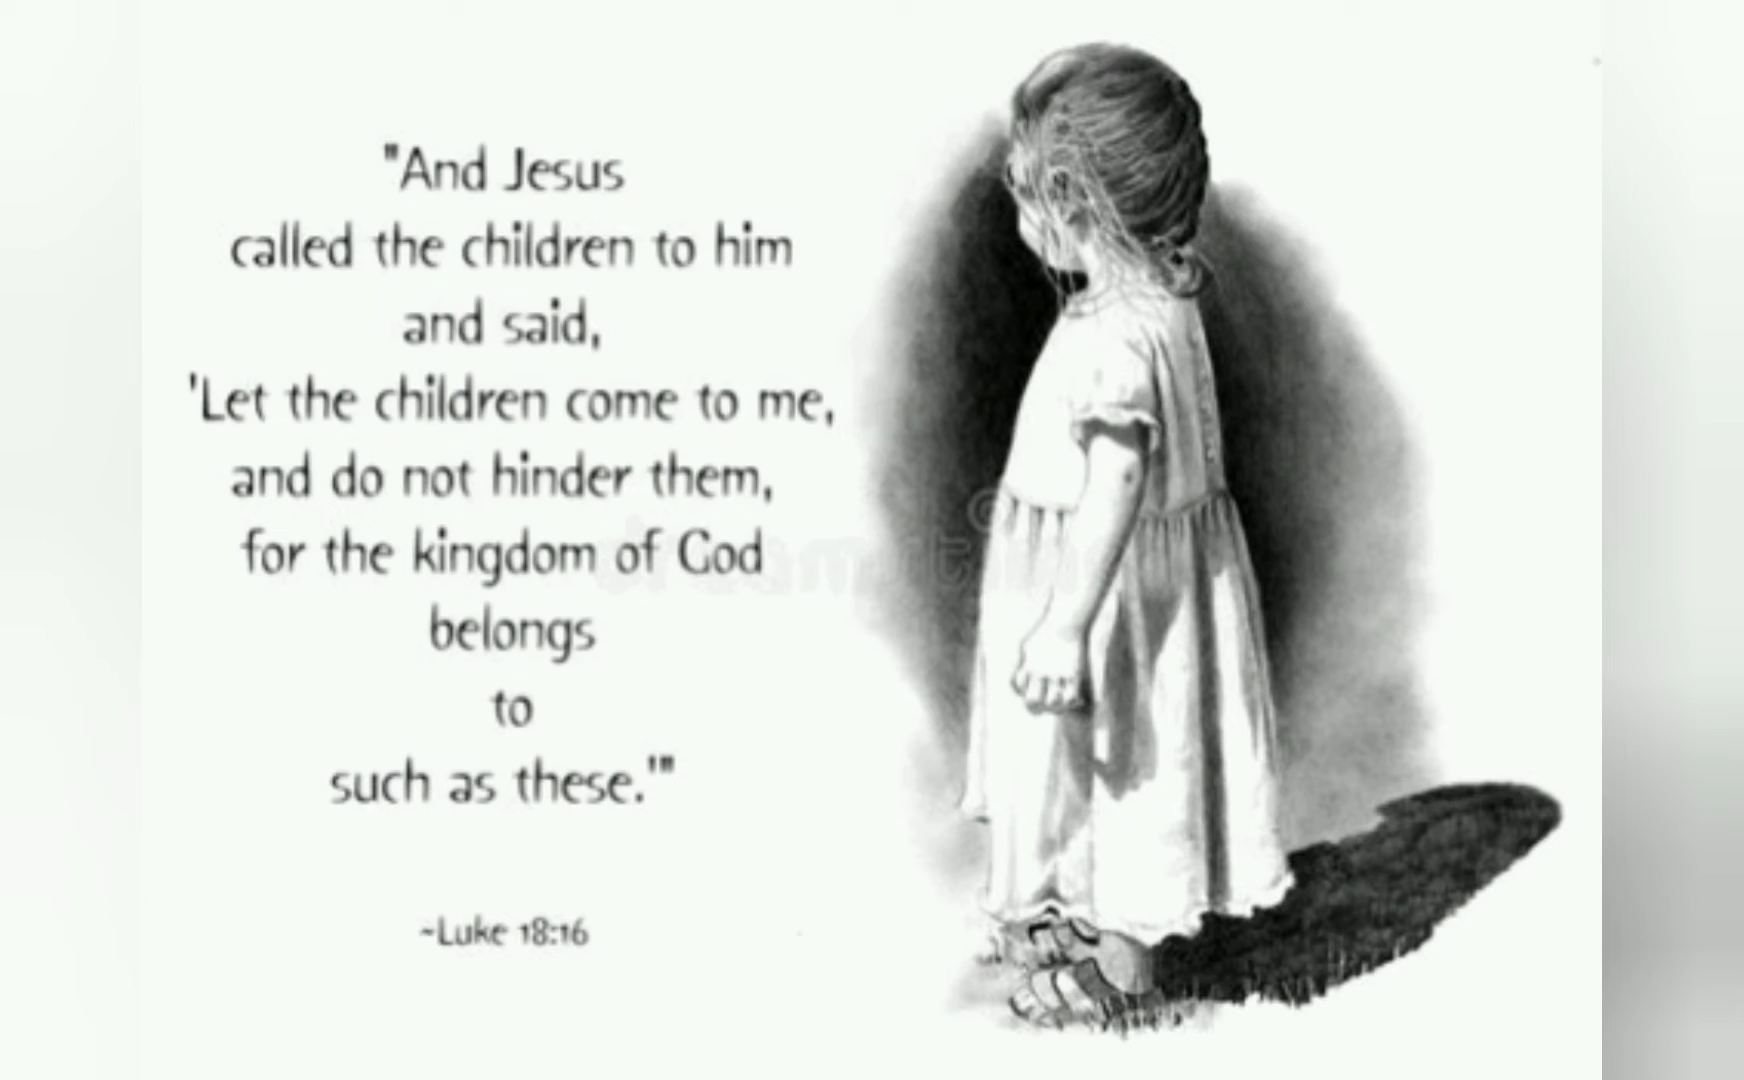 "And Jesus
called the children to him
and said,
'Let the children come to me,
and do not hinder them,
for the kingdom of God
belongs
to
such as these.'"
~Luke 18:16